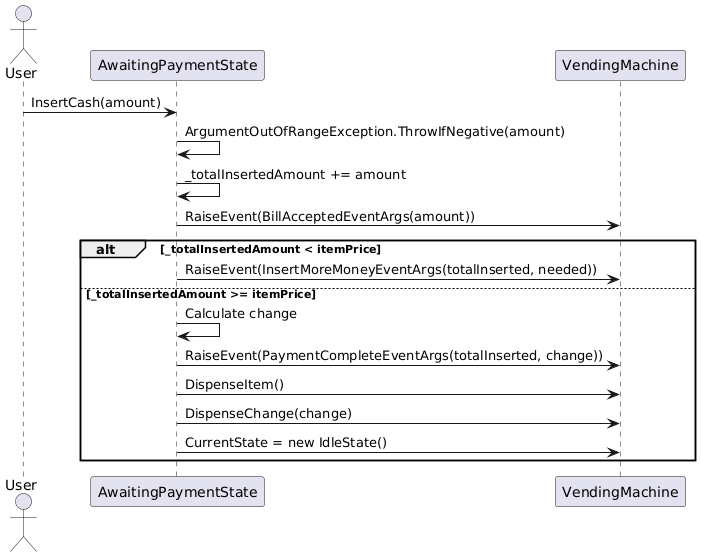 User
AwaitingPaymentState
VendingMachine
InsertCash(amount)
ArgumentOutOfRangeException.ThrowIfNegative(amount)
_totalInsertedAmount += amount
RaiseEvent(BillAcceptedEventArgs(amount))
alt [_totalInsertedAmount < itemPrice]
RaiseEvent(InsertMoreMoneyEventArgs(totalInserted, needed))
[_totalInsertedAmount >= itemPrice]
Calculate change
RaiseEvent(PaymentCompleteEventArgs(totalInserted, change))
DispenseItem()
DispenseChange(change)
CurrentState = new IdleState()
User
AwaitingPaymentState
VendingMachine